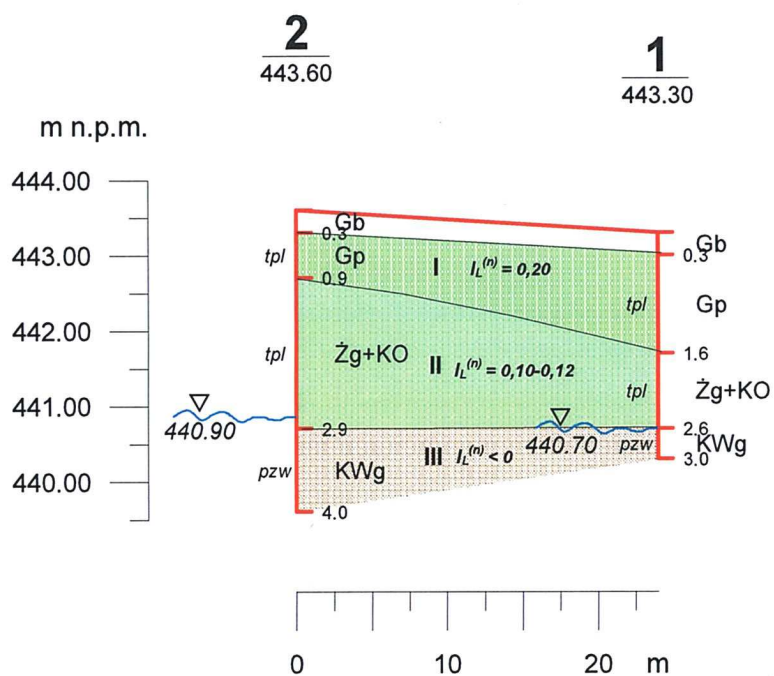 2
443.60
1
443.30
m n.p.m.
444.00
443.00
442.00
441.00
440.00
Gb
0.3
tpl
Gp
0.9
I I_L^(n) = 0,20
tpl
Gb
0.3
Gp
1.6
tpl
Żg+KO
II I_L^(n) = 0,10-0,12
tpl
Żg+KO
440.90
2.9
440.70
pzw
2.6
KWg
3.0
pzw
KWg
III I_L^(n) < 0
4.0
0 10 20 m